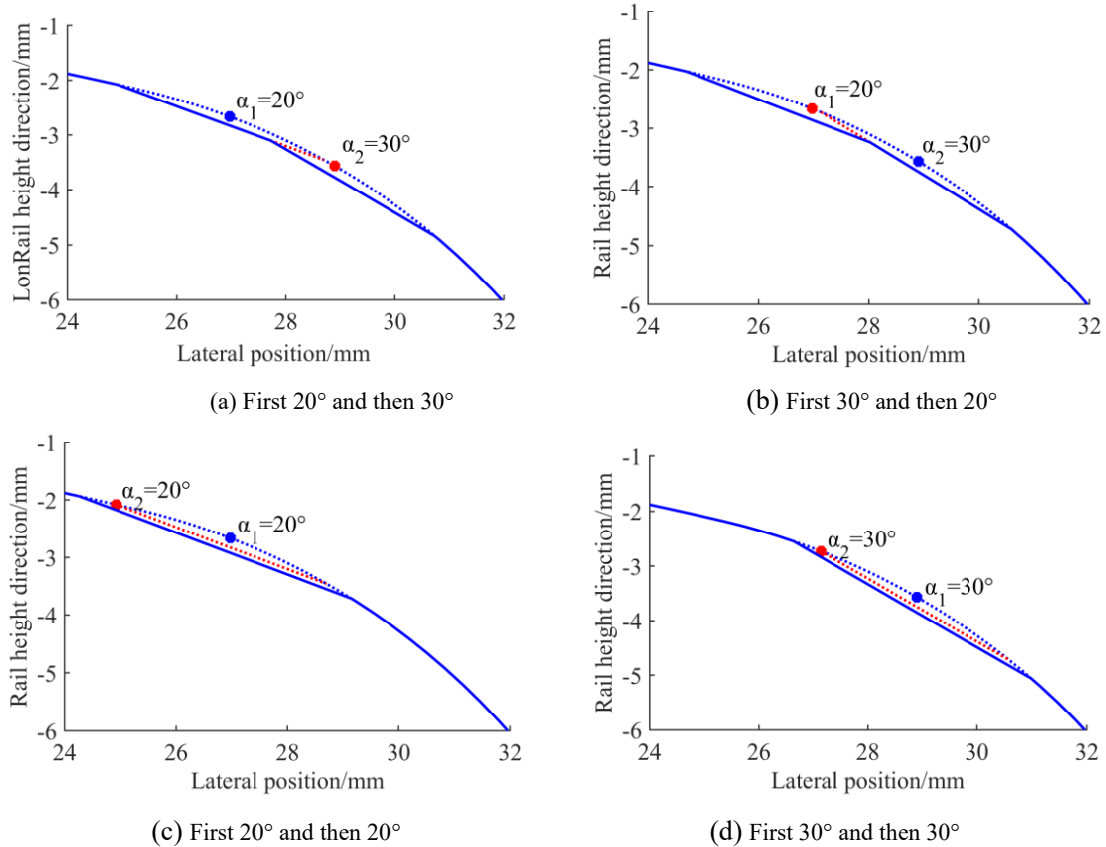 -1
-2
-3
-4
-5
-6
LonRail height direction/mm
α1=20°
α2=30°
24 26 28 30 32
Lateral position/mm
(a) First 20° and then 30°
-1
-2
-3
-4
-5
-6
Rail height direction/mm
α1=20°
α2=30°
24 26 28 30 32
Lateral position/mm
(b) First 30° and then 20°
-1
-2
-3
-4
-5
-6
Rail height direction/mm
α2=20°
α1=20°
24 26 28 30 32
Lateral position/mm
(c) First 20° and then 20°
-1
-2
-3
-4
-5
-6
Rail height direction/mm
α2=30°
α1=30°
24 26 28 30 32
Lateral position/mm
(d) First 30° and then 30°